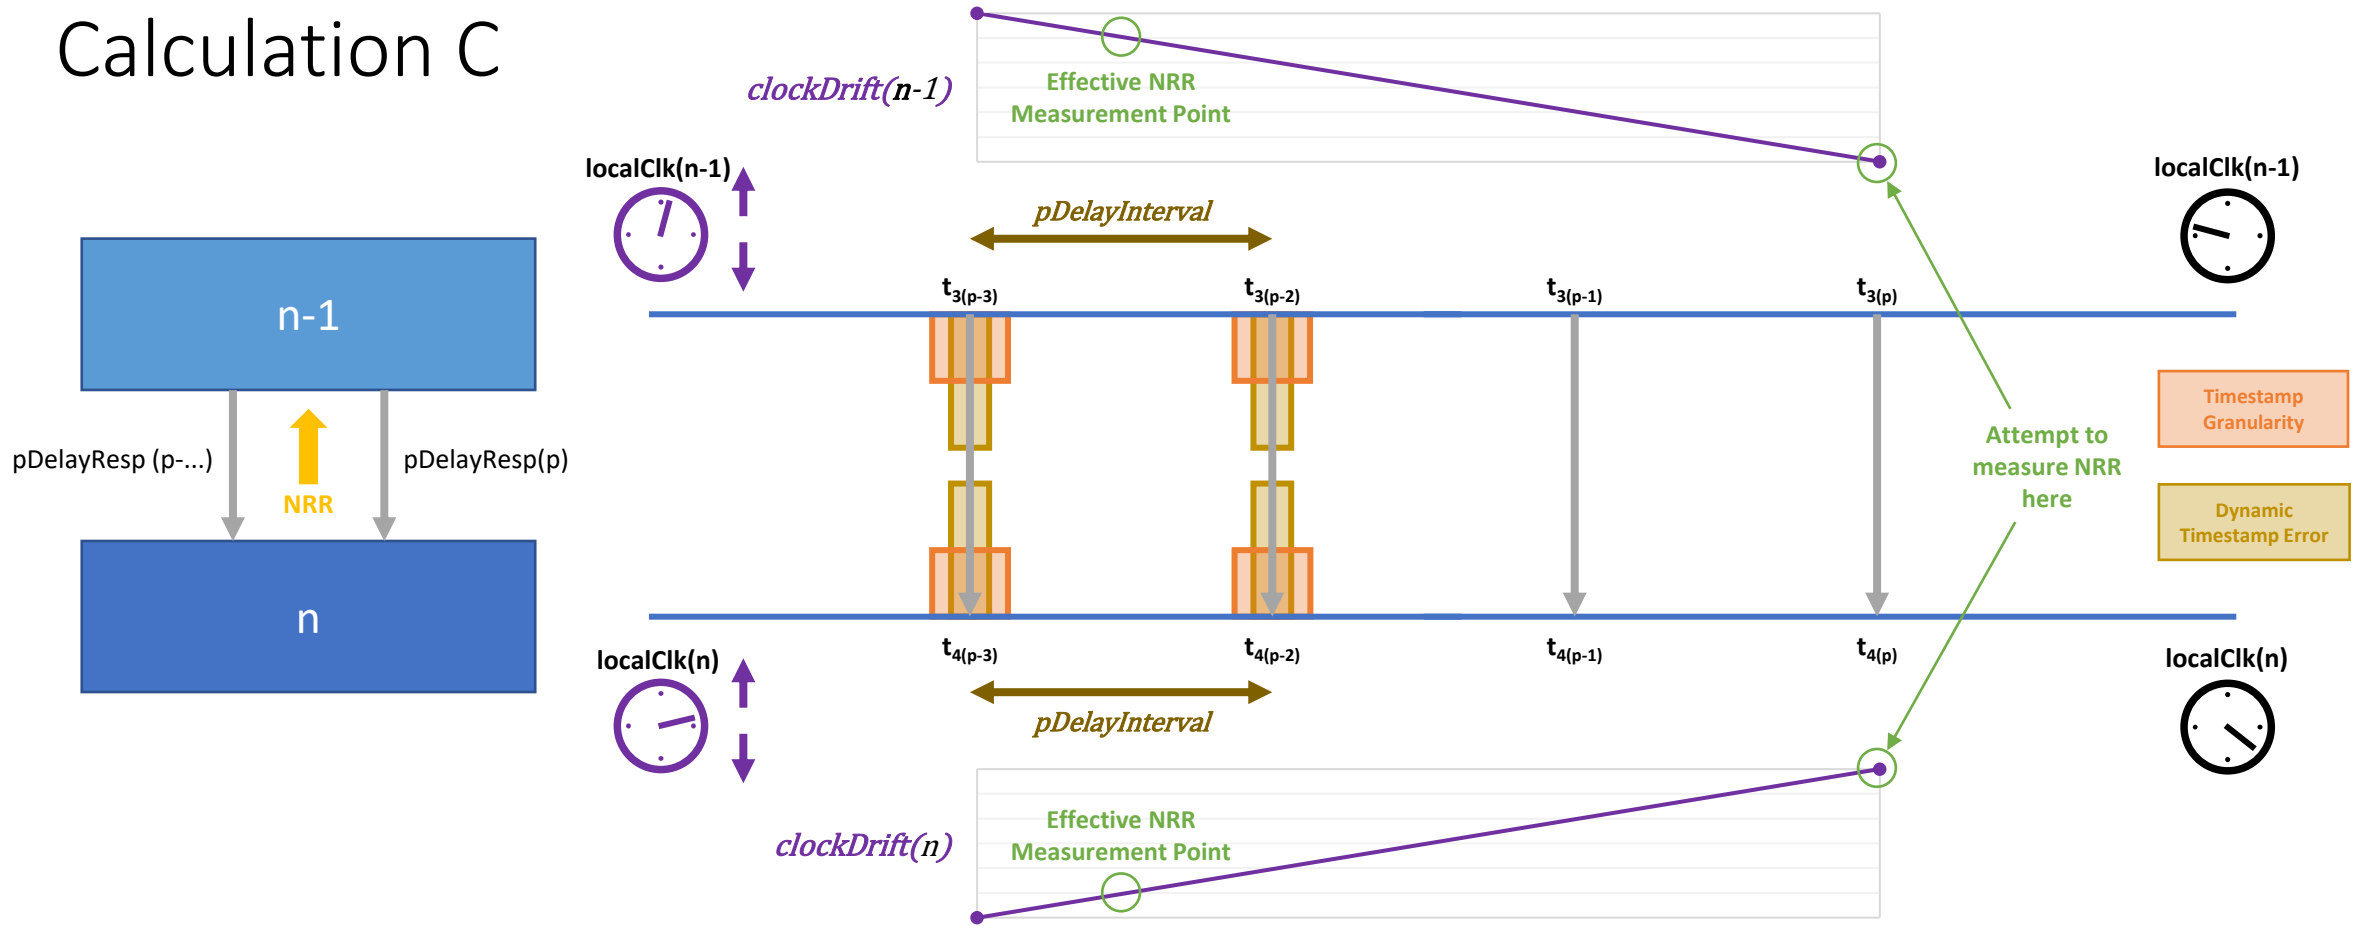 Calculation C
clockDrift(n-1)
Effective NRR
Measurement Point
localClk(n-1)
localClk(n-1)
pDelayInterval
t3(p-3)
t3(p-2)
t3(p-1)
t3(p)
n-1
pDelayResp (p-...)
NRR
pDelayResp(p)
n
Attempt to
measure NRR
here
Timestamp
Granularity
Dynamic
Timestamp Error
t4(p-3)
t4(p-2)
t4(p-1)
t4(p)
localClk(n)
localClk(n)
pDelayInterval
clockDrift(n)
Effective NRR
Measurement Point